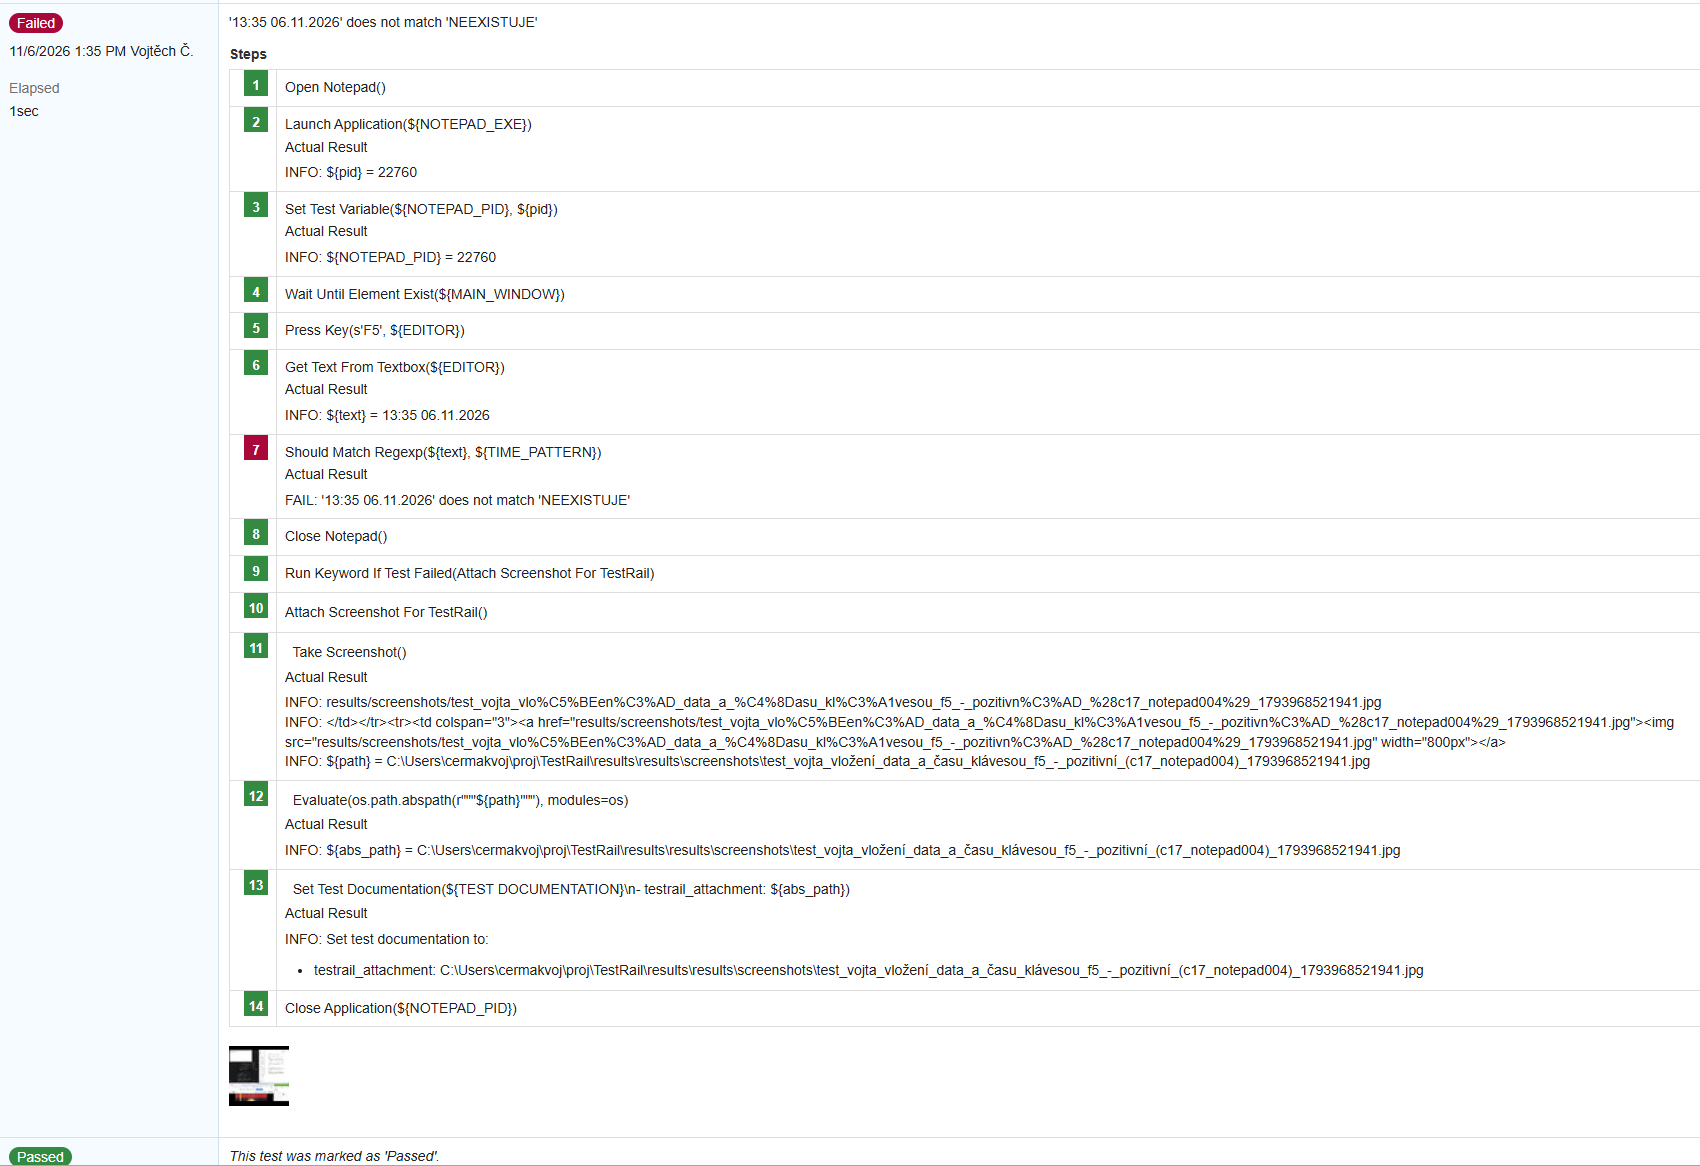 Failed
11/6/2026 1:35 PM Vojtěch Č.
Elapsed
1sec
'13:35 06.11.2026' does not match 'NEEXISTUJE'
Steps
1
Open Notepad()
2
Launch Application(${NOTEPAD_EXE})
Actual Result
INFO: ${pid} = 22760
3
Set Test Variable(${NOTEPAD_PID}, ${pid})
Actual Result
INFO: ${NOTEPAD_PID} = 22760
4
Wait Until Element Exist(${MAIN_WINDOW})
5
Press Key(s'F5', ${EDITOR})
6
Get Text From Textbox(${EDITOR})
Actual Result
INFO: ${text} = 13:35 06.11.2026
7
Should Match Regexp(${text}, ${TIME_PATTERN})
Actual Result
FAIL: '13:35 06.11.2026' does not match 'NEEXISTUJE'
8
Close Notepad()
9
Run Keyword If Test Failed(Attach Screenshot For TestRail)
10
Attach Screenshot For TestRail()
11
Take Screenshot()
Actual Result
INFO: results/screenshots/test_vojta_vlo%C5%BEen%C3%AD_data_a_%C4%8Dasu_kl%C3%A1vesou_f5_-_pozitivn%C3%AD_%28c17_notepad004%29_1793968521941.jpg
INFO: </td></tr><tr><td colspan="3"><a href="results/screenshots/test_vojta_vlo%C5%BEen%C3%AD_data_a_%C4%8Dasu_kl%C3%A1vesou_f5_-_pozitivn%C3%AD_%28c17_notepad004%29_1793968521941.jpg"><img
src="results/screenshots/test_vojta_vlo%C5%BEen%C3%AD_data_a_%C4%8Dasu_kl%C3%A1vesou_f5_-_pozitivn%C3%AD_%28c17_notepad004%29_1793968521941.jpg" width="800px"></a>
INFO: ${path} = C:\Users\cermakvoj\proj\TestRail\results\results\screenshots\test_vojta_vložení_data_a_času_klávesou_f5_-_pozitivní_(c17_notepad004)_1793968521941.jpg
12
Evaluate(os.path.abspath(r"""${path}"""), modules=os)
Actual Result
INFO: ${abs_path} = C:\Users\cermakvoj\proj\TestRail\results\results\screenshots\test_vojta_vložení_data_a_času_klávesou_f5_-_pozitivní_(c17_notepad004)_1793968521941.jpg
13
Set Test Documentation(${TEST DOCUMENTATION}\n- testrail_attachment: ${abs_path})
Actual Result
INFO: Set test documentation to:
• testrail_attachment: C:\Users\cermakvoj\proj\TestRail\results\results\screenshots\test_vojta_vložení_data_a_času_klávesou_f5_-_pozitivní_(c17_notepad004)_1793968521941.jpg
14
Close Application(${NOTEPAD_PID})
Passed
This test was marked as 'Passed'.